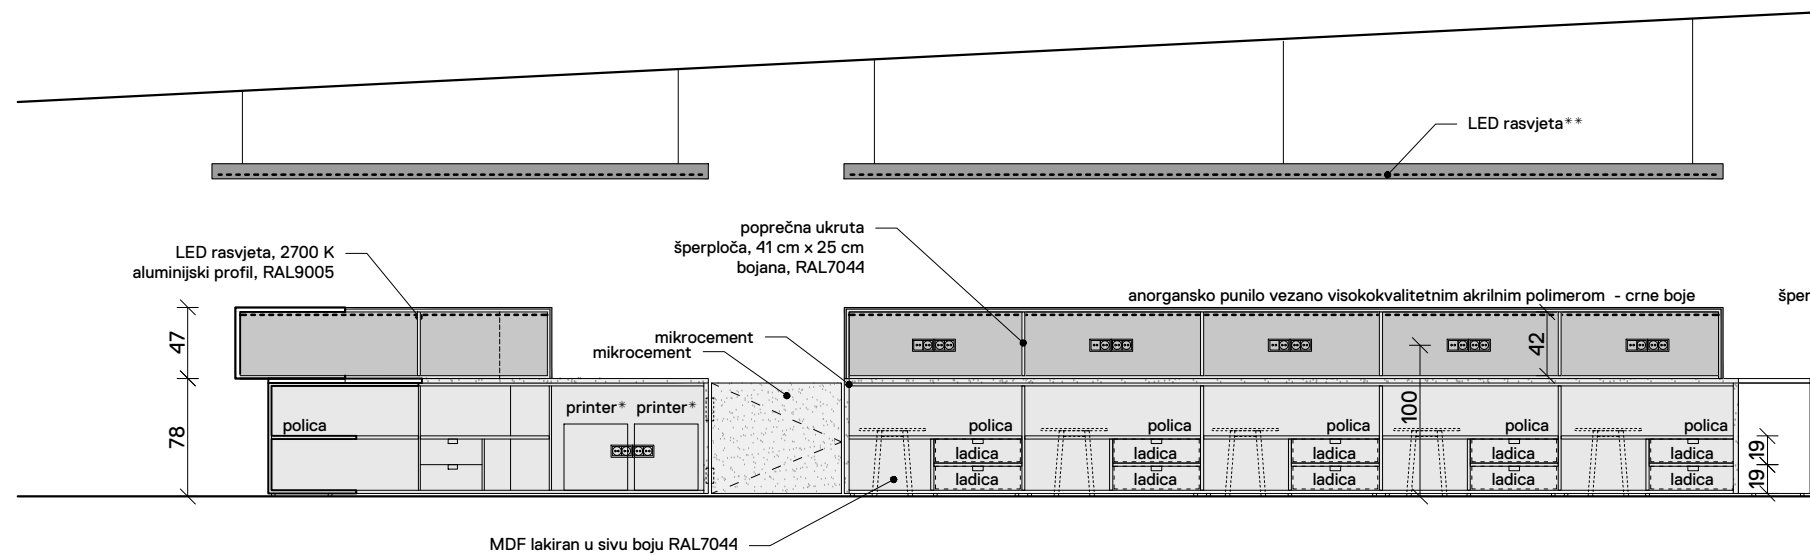 LED rasvjeta**
poprečna ukruta
šperploča, 41 cm x 25 cm
bojana, RAL7044
LED rasvjeta, 2700 K
aluminijski profil, RAL9005
anorgansko punilo vezano visokokvalitetnim akrilnim polimerom - crne boje
šper
mikrocement
mikrocement
47
42
100
78
printer* printer*
polica
polica
polica
polica
polica
polica
ladica
ladica
ladica
ladica
ladica
ladica
ladica
ladica
ladica
ladica
19
19
MDF lakiran u sivu boju RAL7044